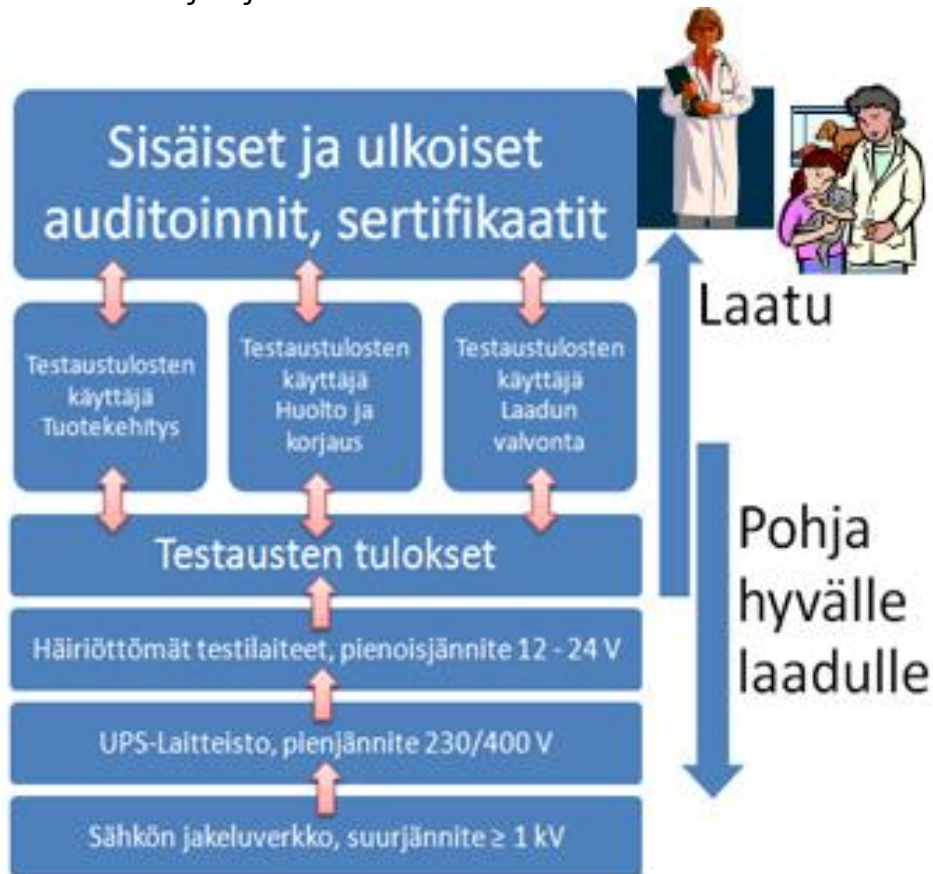 Sisäiset ja ulkoiset
auditoinnit, sertifikaatit
Laatu
Testaustulosten
käyttäjä
Tuotekehitys
Testaustulosten
käyttäjä
Huolto ja
korjaus
Testaustulosten
käyttäjä
Laadun
valvonta
Testausten tulokset
Pohja
hyvälle
laadulle
Häiriöttömät testilaiteet, pienoisjännite 12 - 24 V
UPS-Laitteisto, pienjännite 230/400 V
Sähkön jakeluverkko, suurjännite ≥ 1 kV